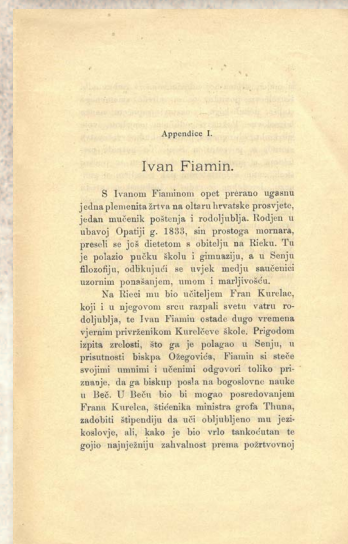 Appendice I.
Ivan Fiamin.
S Ivanom Fiaminom opet prerano ugasnu
jedna plemenita žrtva na oltaru hrvatske prosvjete,
jedan mučenik poštenja i rodoljublja. Rodjen u
ubavoj Opatiji g. 1833, sin prostoga mornara,
preseli se još djetetom s obitelju na Rieku. Tu
je polazio pučku školu i gimnaziju, a u Senju
filozofiju, odlikujući se uvjek medju saučenici
uzornim ponašanjem, umom i marljivošću.
Na Rieci mu bio učiteljem Fran Kurelac,
koji i u njegovom srcu razpali svetu vatru ro-
doljublja, te Ivan Fiamin ostade dugo vremena
vjernim privrženikom Kurelčeve škole. Prigodom
izpita zrelosti, što ga je polagao u Senju, u
prisutnosti biskpa Ožegovića, Fiamin si steče
svojimi umnimi i učenimi odgovori toliko pri-
znanje, da ga biskup posla na bogoslovne nauke
u Beč. U Beču bio bi mogao posredovanjem
Frana Kurelca, štićenika ministra grofa Thuna,
zadobiti štipendiju da uči obljubljeno mu jezi-
koslovje, ali, kako je bio vrlo tankoćutan te
gojio najnježniju zahvalnost prema požrtvovnoj